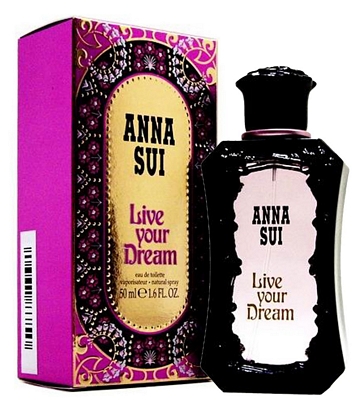 ANNA
SUI
Live
your
Dream
eau de toilette
vaporisateur • natural spray
50 ml ℮ 1.6 FL. OZ.
ANNA
SUI
Live
your
Dream